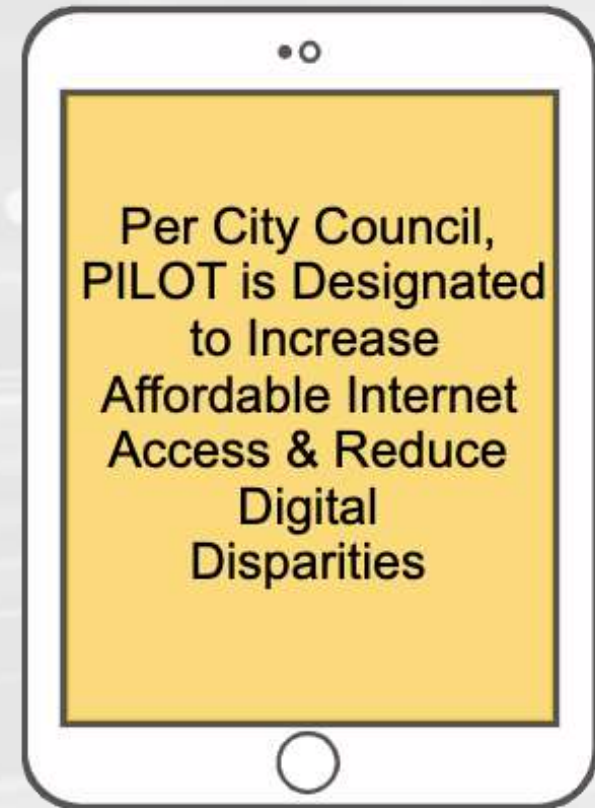 Per City Council,
PILOT is Designated
to Increase
Affordable Internet
Access & Reduce
Digital
Disparities